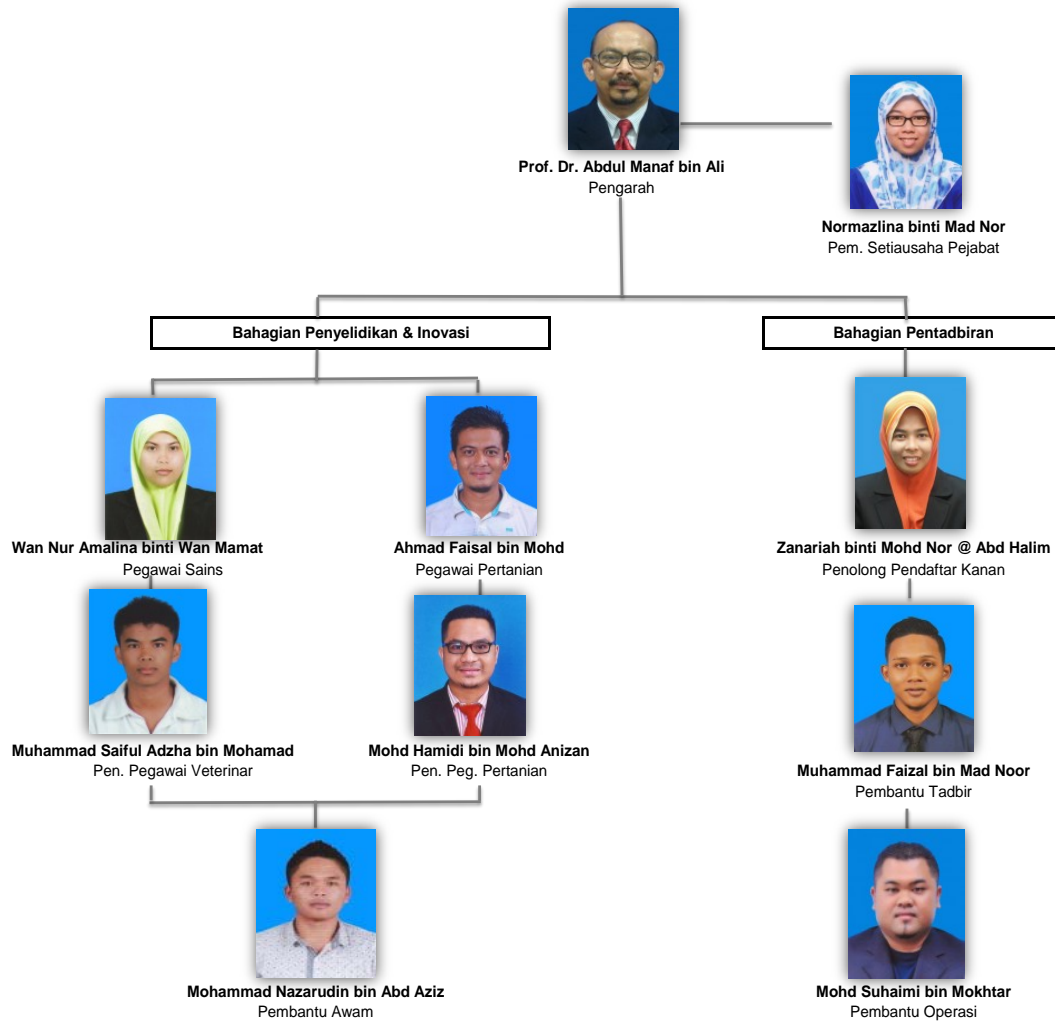 Prof. Dr. Abdul Manaf bin Ali
Pengarah
Normazlina binti Mad Nor
Pem. Setiausaha Pejabat
Bahagian Penyelidikan & Inovasi
Bahagian Pentadbiran
Wan Nur Amalina binti Wan Mamat
Pegawai Sains
Ahmad Faisal bin Mohd
Pegawai Pertanian
Zanariah binti Mohd Nor @ Abd Halim
Penolong Pendaftar Kanan
Muhammad Saiful Adzha bin Mohamad
Pen. Pegawai Veterinar
Mohd Hamidi bin Mohd Anizan
Pen. Peg. Pertanian
Muhammad Faizal bin Mad Noor
Pembantu Tadbir
Mohammad Nazarudin bin Abd Aziz
Pembantu Awam
Mohd Suhaimi bin Mokhtar
Pembantu Operasi